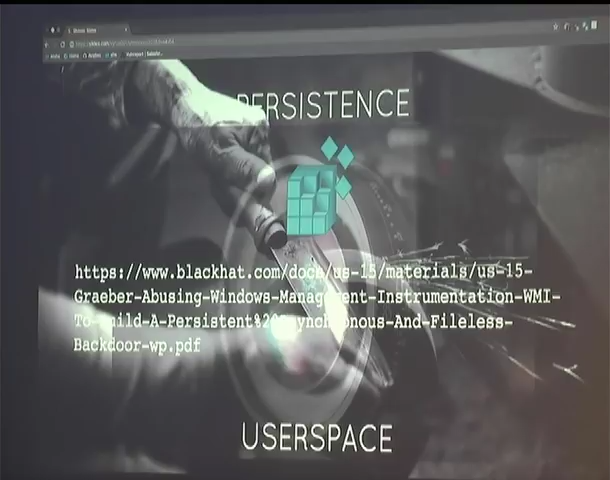 PERSISTENCE
https://www.blackhat.com/docs/us-15/materials/us-15-
Graeber-Abusing-Windows-Management-Instrumentation-WMI-
To-Build-A-Persistent%20Asynchronous-And-Fileless-
Backdoor-wp.pdf
USERSPACE